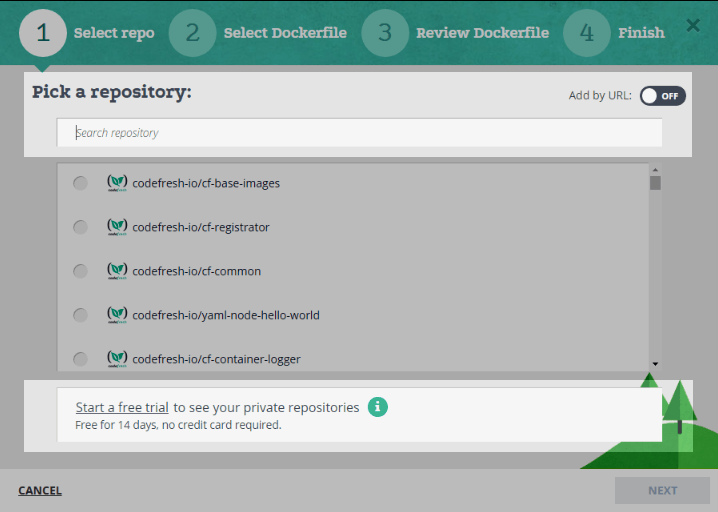 1 Select repo 2 Select Dockerfile 3 Review Dockerfile 4 Finish
Pick a repository:
Add by URL: OFF
Search repository
codefresh-io/cf-base-images
codefresh-io/cf-registrator
codefresh-io/cf-common
codefresh-io/yaml-node-hello-world
codefresh-io/cf-container-logger
Start a free trial to see your private repositories
Free for 14 days, no credit card required.
CANCEL
NEXT